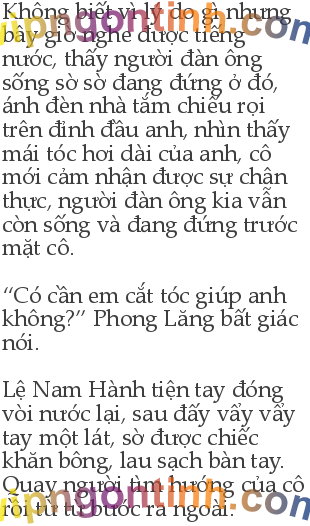 Không biết vì lý do gì nhưng
bây giờ nghe được tiếng
nước, thấy người đàn ông
sống sờ sờ đang đứng ở đó,
ánh đèn nhà tắm chiếu rọi
trên đỉnh đầu anh, nhìn thấy
mái tóc hơi dài của anh, cô
mới cảm nhận được sự chân
thực, người đàn ông kia vẫn
còn sống và đang đứng trước
mặt cô.

“Có cần em cắt tóc giúp anh
không?” Phong Lăng bất giác
nói.

Lệ Nam Hành tiện tay đóng
vòi nước lại, sau đấy vẩy vẩy
tay một lát, sờ được chiếc
khăn bông, lau sạch bàn tay.
Quay người tìm hướng của cô
rồi từ từ bước ra ngoài.
vipngontinh.com
vipngontinh.com